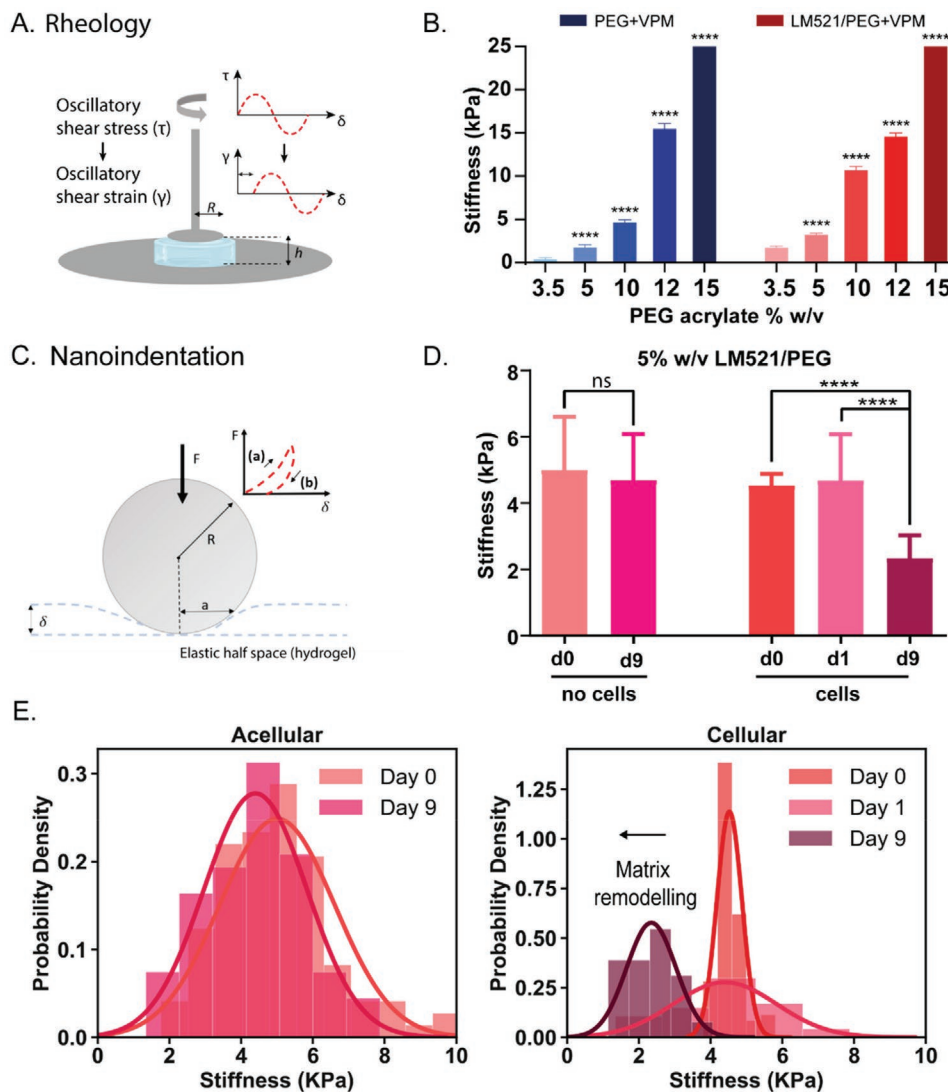 A. Rheology
Oscillatory
shear stress (τ)
Oscillatory
shear strain (γ)
τ
δ
γ
δ
R
h
B.
PEG+VPM
LM521/PEG+VPM
Stiffness (kPa)
25
20
15
10
5
0
**** **** **** ****
**** **** **** ****
3.5 5 10 12 15 3.5 5 10 12 15
PEG acrylate % w/v
C. Nanoindentation
F
F
(a)
(b)
δ
R
a
δ
Elastic half space (hydrogel)
D.
5% w/v LM521/PEG
Stiffness (kPa)
8
6
4
2
0
ns
****
****
d0 d9 d0 d1 d9
no cells cells
E.
Acellular
Probability Density
0.3
0.2
0.1
0.0
Day 0
Day 9
0 2 4 6 8 10
Stiffness (KPa)
Cellular
Probability Density
1.25
1.00
0.75
0.50
0.25
0.00
Day 0
Day 1
Day 9
Matrix
remodelling
0 2 4 6 8 10
Stiffness (KPa)